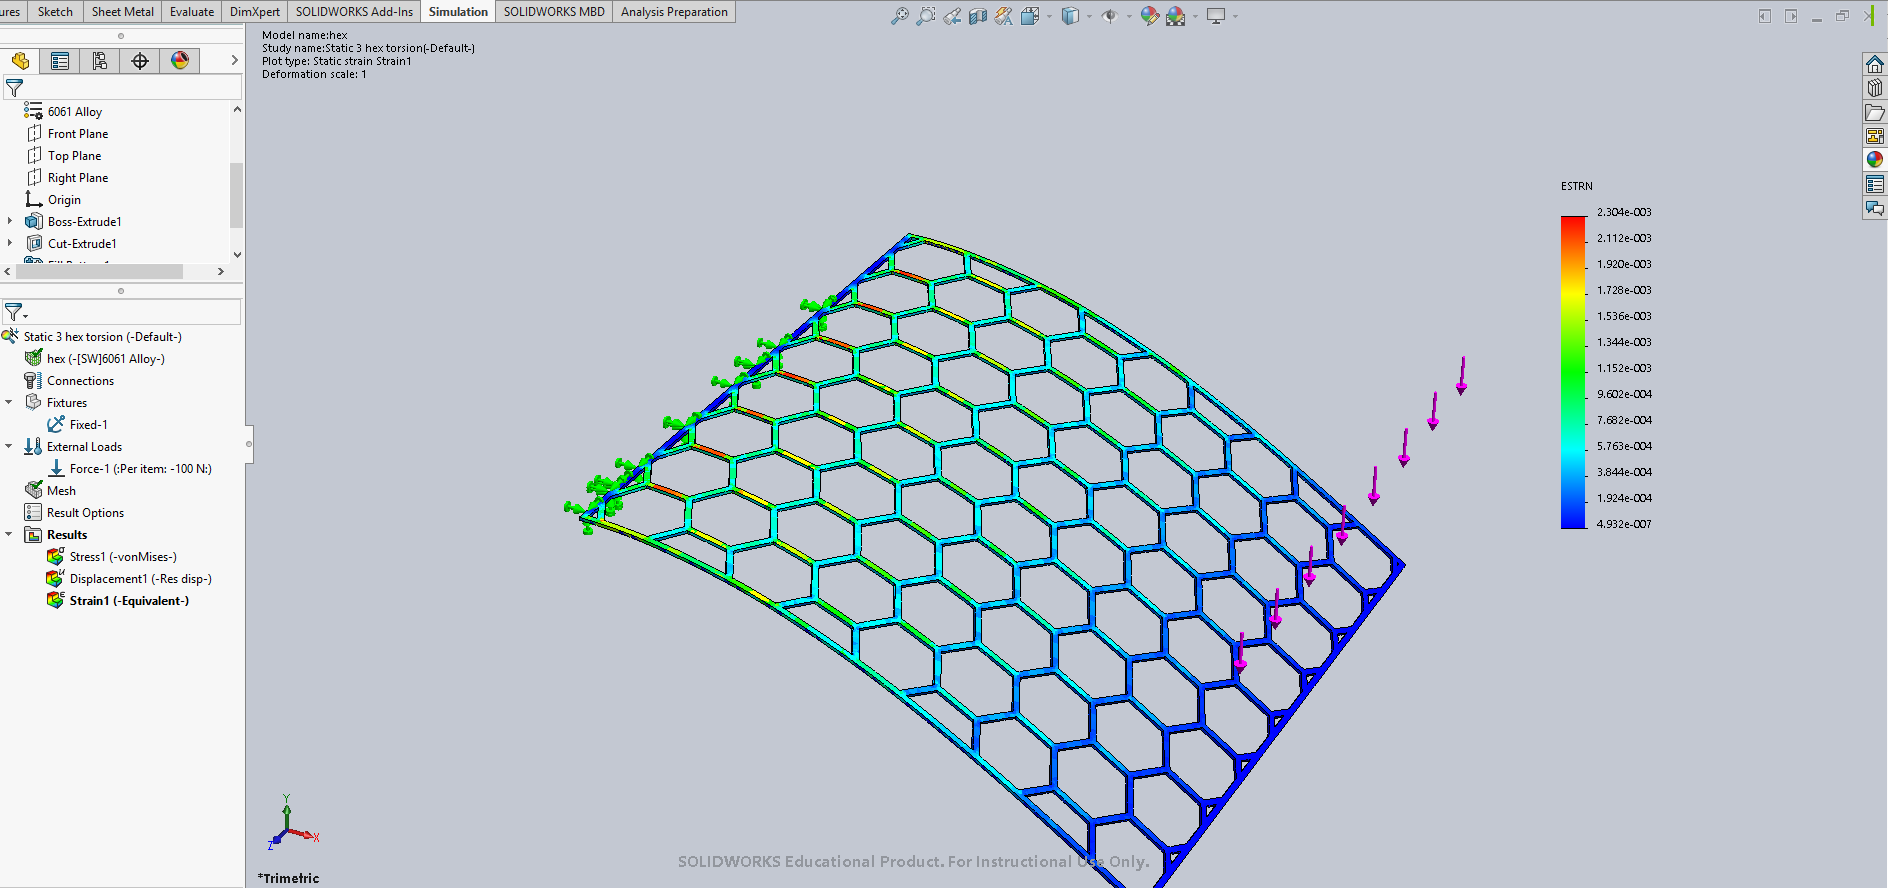 ures Sketch Sheet Metal Evaluate DimXpert SOLIDWORKS Add-Ins Simulation SOLIDWORKS MBD Analysis Preparation
Model name:hex
Study name:Static 3 hex torsion(-Default-)
Plot type: Static strain Strain1
Deformation scale: 1
6061 Alloy
Front Plane
Top Plane
Right Plane
Origin
Boss-Extrude1
Cut-Extrude1
Static 3 hex torsion (-Default-)
hex (-[SW]6061 Alloy-)
Connections
Fixtures
Fixed-1
External Loads
Force-1 (:Per item: -100 N:)
Mesh
Result Options
Results
Stress1 (-vonMises-)
Displacement1 (-Res disp-)
Strain1 (-Equivalent-)
ESTRN
2.304e-003
2.112e-003
1.920e-003
1.728e-003
1.536e-003
1.344e-003
1.152e-003
9.602e-004
7.682e-004
5.763e-004
3.844e-004
1.924e-004
4.932e-007
Y
X
Z
SOLIDWORKS Educational Product. For Instructional Use Only.
*Trimetric